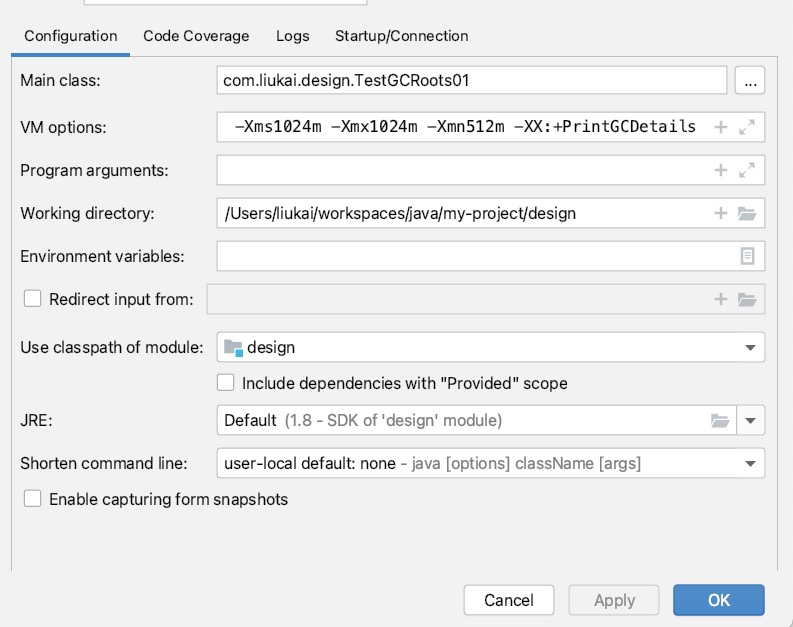 Configuration Code Coverage Logs Startup/Connection
Main class: com.liukai.design.TestGCRoots01 ...
VM options: -Xms1024m -Xmx1024m -Xmn512m -XX:+PrintGCDetails
Program arguments:
Working directory: /Users/liukai/workspaces/java/my-project/design
Environment variables:
Redirect input from:
Use classpath of module: design
Include dependencies with "Provided" scope
JRE: Default (1.8 - SDK of 'design' module)
Shorten command line: user-local default: none - java [options] className [args]
Enable capturing form snapshots
Cancel Apply OK